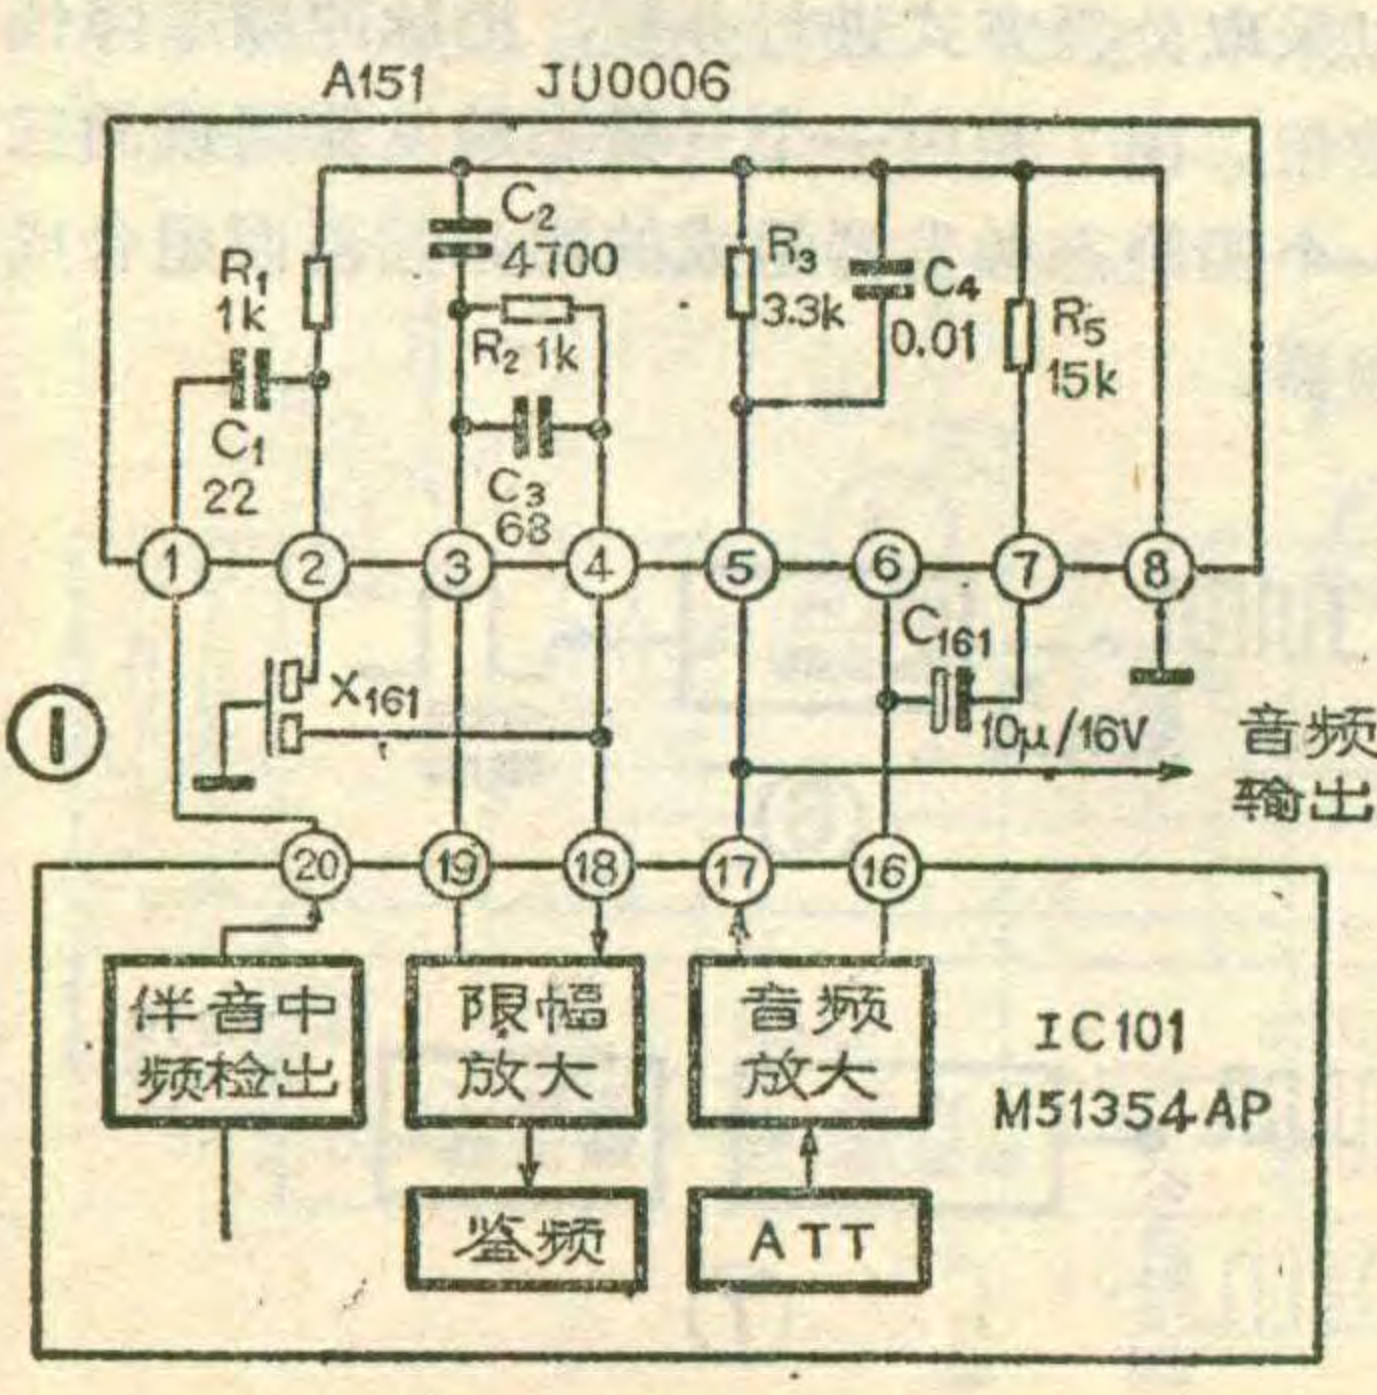 A151 JU0006
C2
4700
R1
1k
R3
3.3k
C4
0.01
R5
15k
R2 1k
C1
22
C3
68
1 2 3 4 5 6 7 8
C161
10μ/16V
X161
1
音频
输出
20 19 18 17 16
伴音中
频检出
限幅
放大
音频
放大
IC101
M51354AP
鉴频
ATT